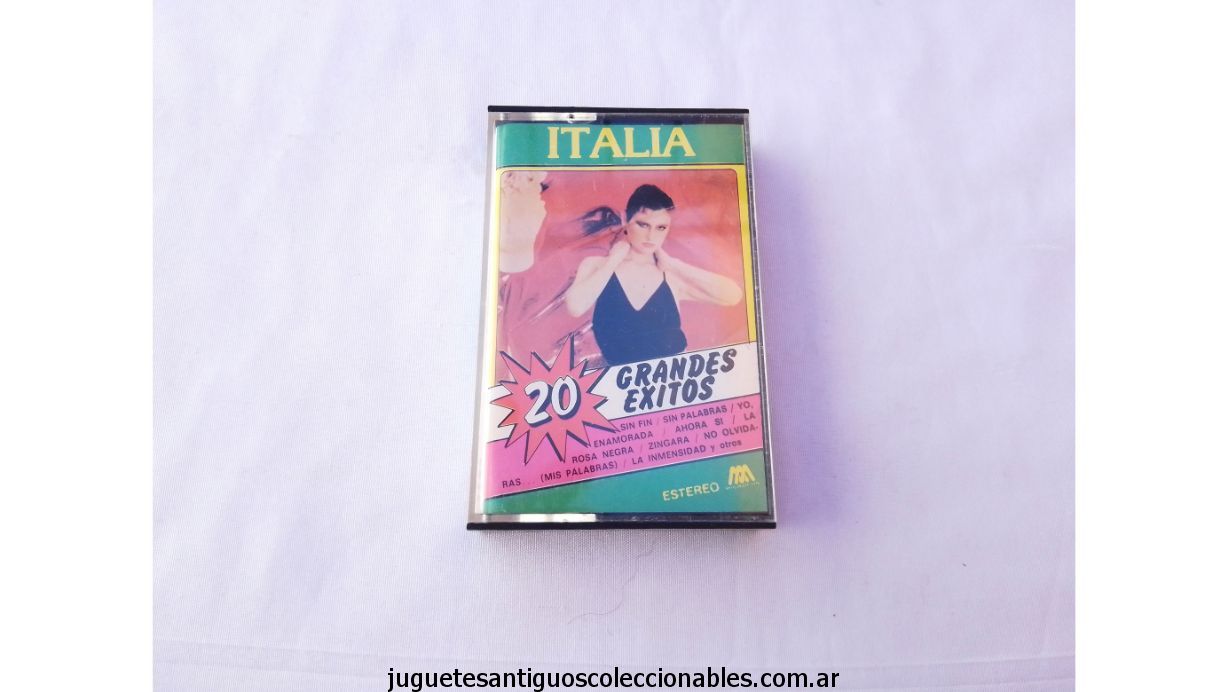 ITALIA
20
GRANDES
EXITOS
SIN FIN / SIN PALABRAS / YO,
ENAMORADA / AHORA SI / LA
ROSA NEGRA / ZINGARA / NO OLVIDA-
RAS... (MIS PALABRAS) / LA INMENSIDAD y otros
ESTEREO
juguetesantiguoscoleccionables.com.ar